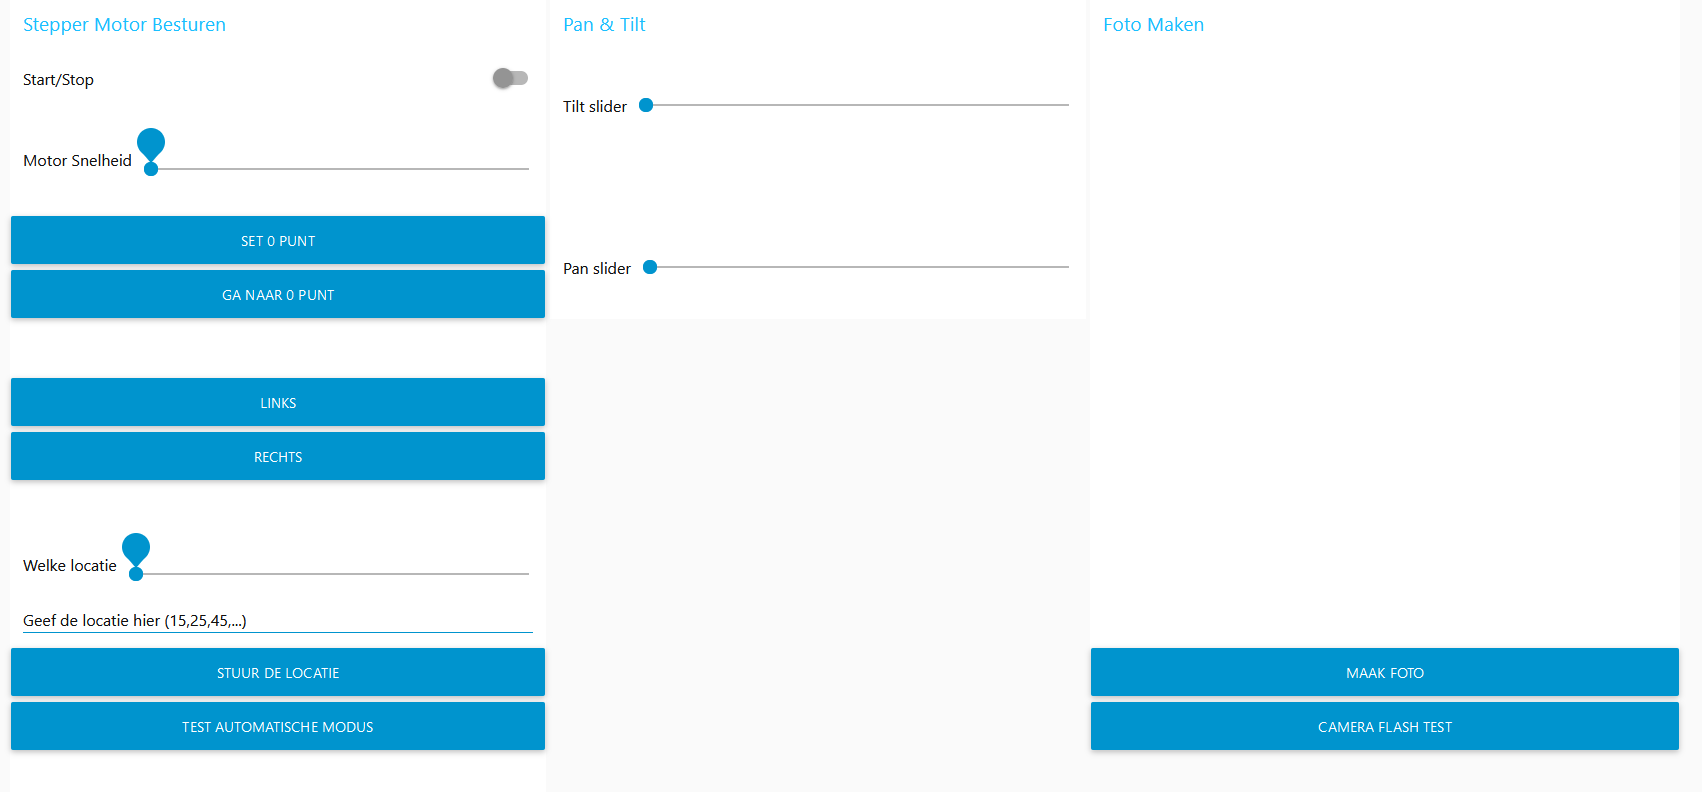 Stepper Motor Besturen
Start/Stop
Motor Snelheid
SET 0 PUNT
GA NAAR 0 PUNT
LINKS
RECHTS
Welke locatie
Geef de locatie hier (15,25,45,...)
STUUR DE LOCATIE
TEST AUTOMATISCHE MODUS
Pan & Tilt
Tilt slider
Pan slider
Foto Maken
MAAK FOTO
CAMERA FLASH TEST